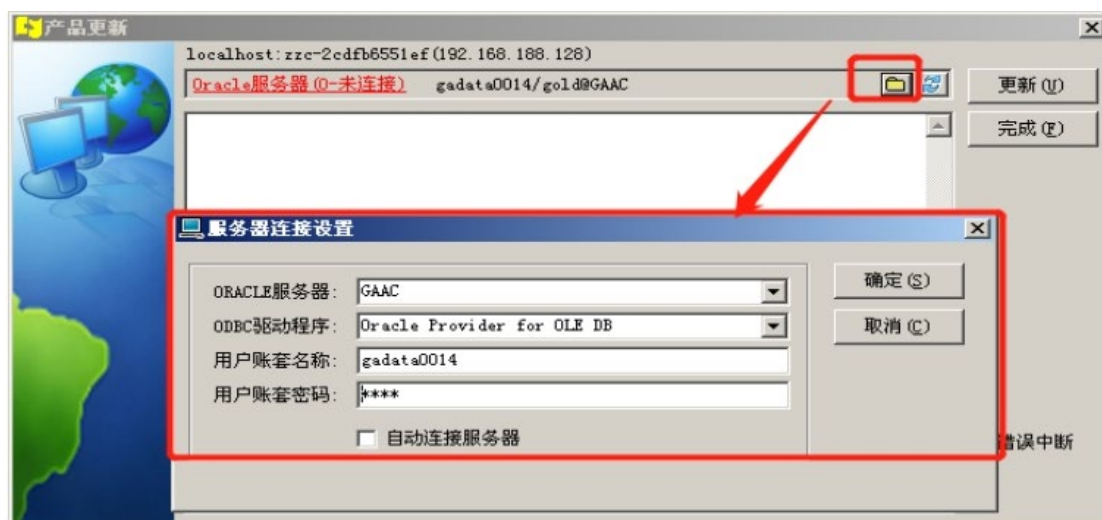 产品更新
localhost:zzc-2cdfb6551ef(192.168.188.128)
Oracle服务器(0-未连接) gadata0014/gold@GAAC
更新(U)
完成(F)
服务器连接设置
ORACLE服务器: GAAC
确定(S)
ODBC驱动程序: Oracle Provider for OLE DB
取消(C)
用户账套名称: gadata0014
用户账套密码: ****
自动连接服务器
错误中断